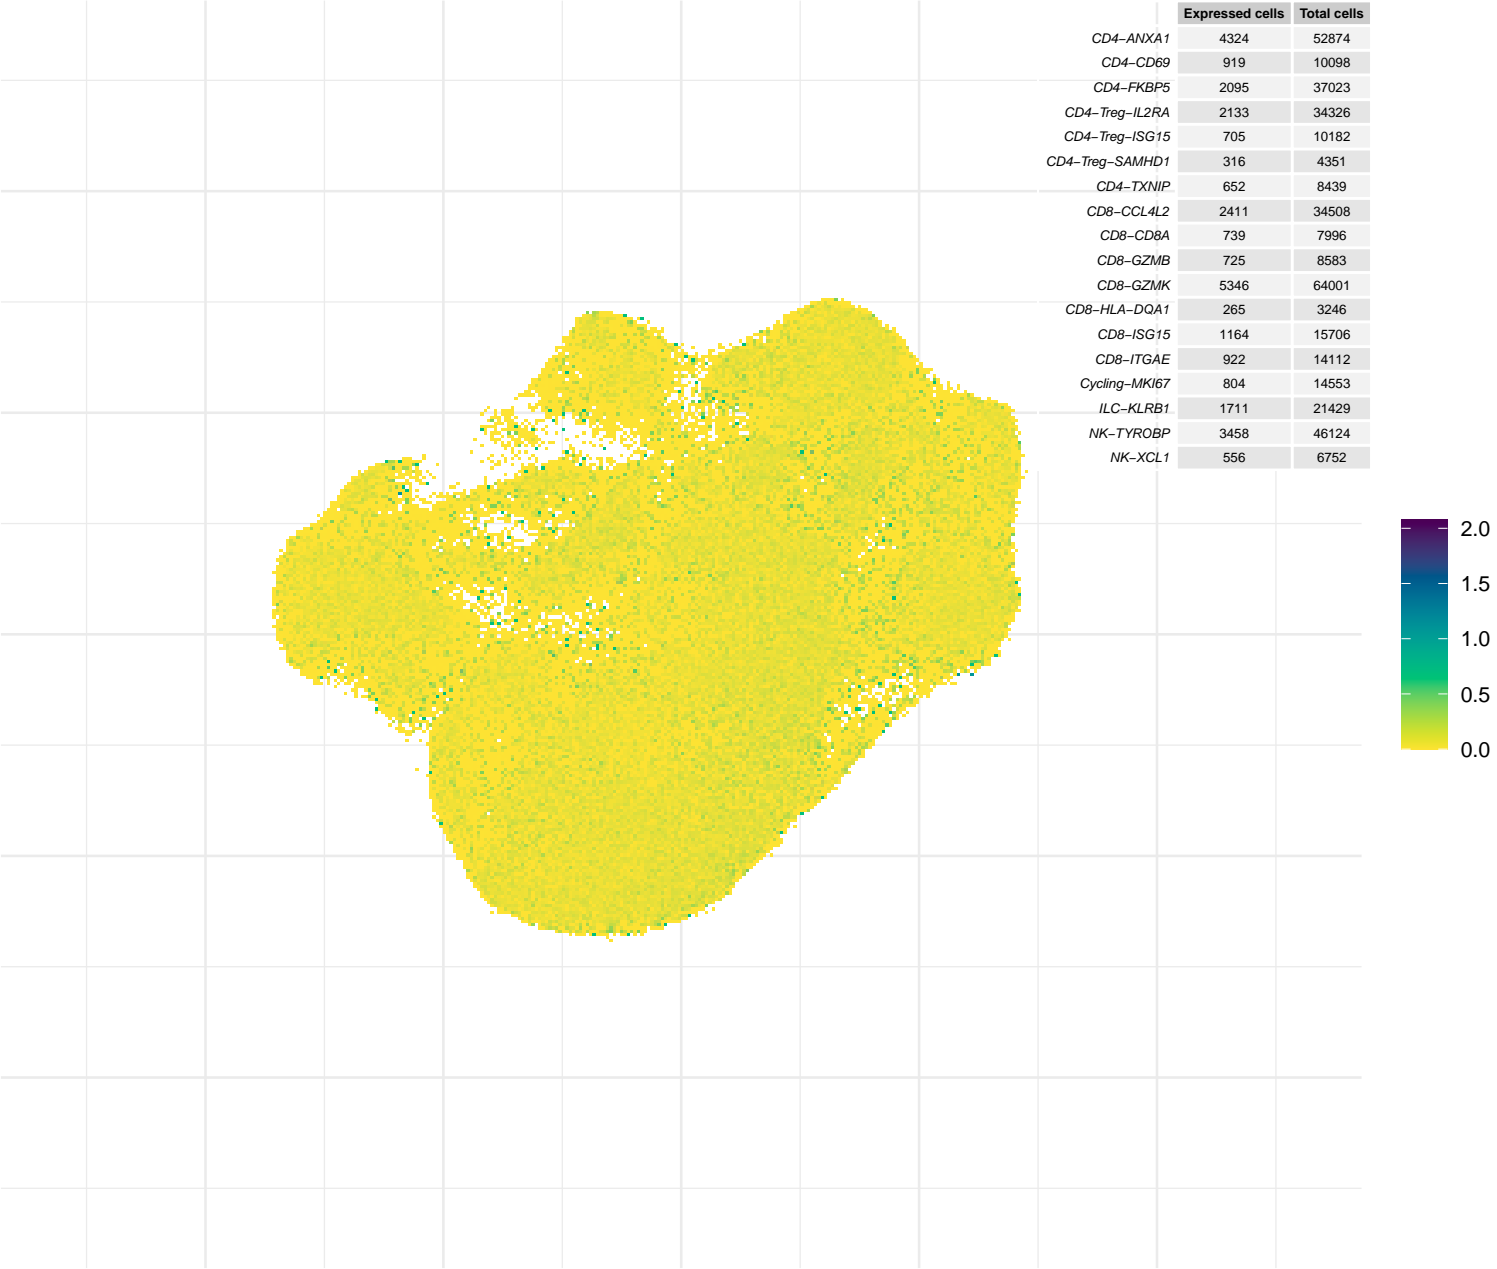 Expressed cells Total cells
CD4−ANXA1 4324 52874
CD4−CD69 919 10098
CD4−FKBP5 2095 37023
CD4−Treg−IL2RA 2133 34326
CD4−Treg−ISG15 705 10182
CD4−Treg−SAMHD1 316 4351
CD4−TXNIP 652 8439
CD8−CCL4L2 2411 34508
CD8−CD8A 739 7996
CD8−GZMB 725 8583
CD8−GZMK 5346 64001
CD8−HLA−DQA1 265 3246
CD8−ISG15 1164 15706
CD8−ITGAE 922 14112
Cycling−MKI67 804 14553
ILC−KLRB1 1711 21429
NK−TYROBP 3458 46124
NK−XCL1 556 6752
2.0
1.5
1.0
0.5
0.0